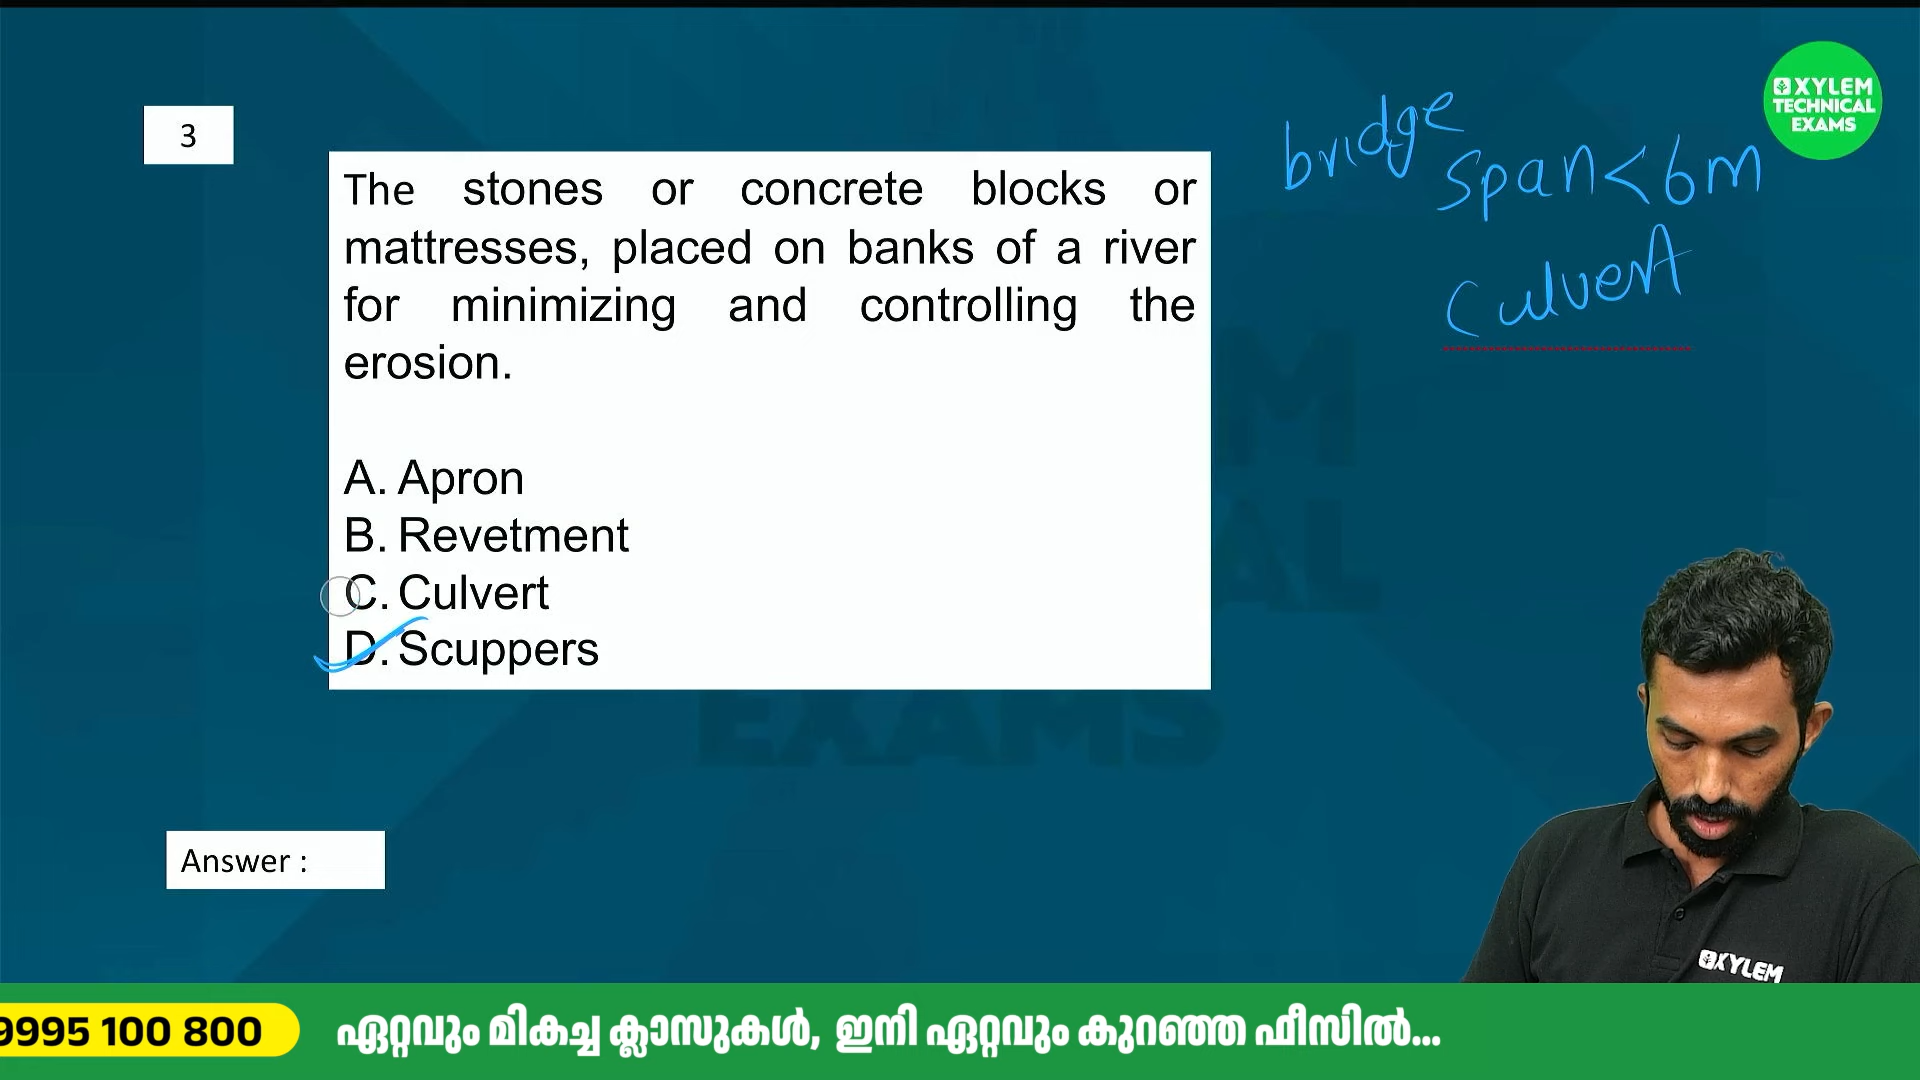 3
XYLEM
TECHNICAL
EXAMS
bridge
span<6m
Culvert
The stones or concrete blocks or
mattresses, placed on banks of a river
for minimizing and controlling the
erosion.
A. Apron
B. Revetment
C. Culvert
D. Scuppers
EXAMS
Answer :
XYLEM
9995 100 800
ഏറ്റവും മികച്ച ക്ലാസുകൾ, ഇനി ഏറ്റവും കുറഞ്ഞ ഫീസിൽ...